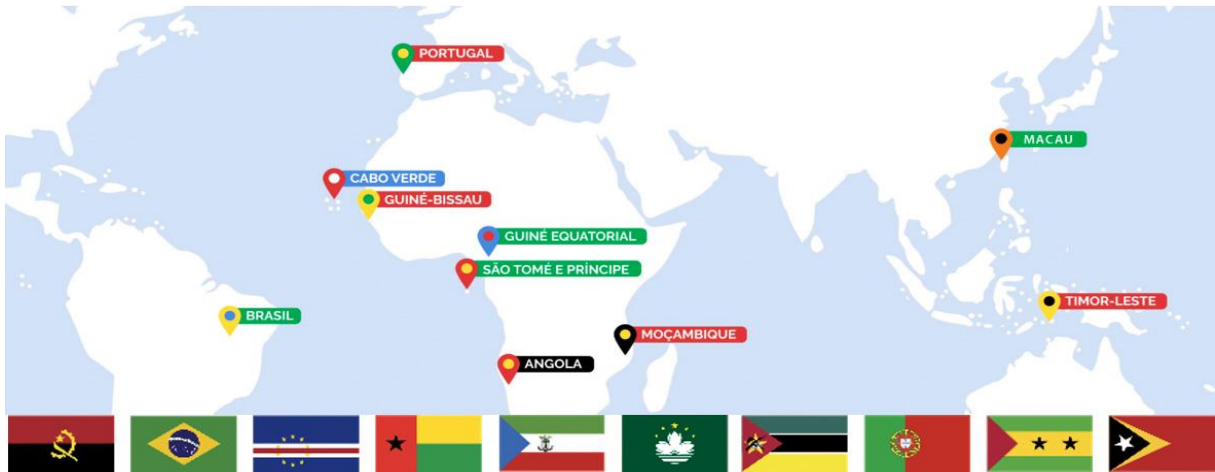 PORTUGAL
MACAU
CABO VERDE
GUINÉ-BISSAU
GUINÉ EQUATORIAL
SÃO TOMÉ E PRÍNCIPE
TIMOR-LESTE
BRASIL
MOÇAMBIQUE
ANGOLA